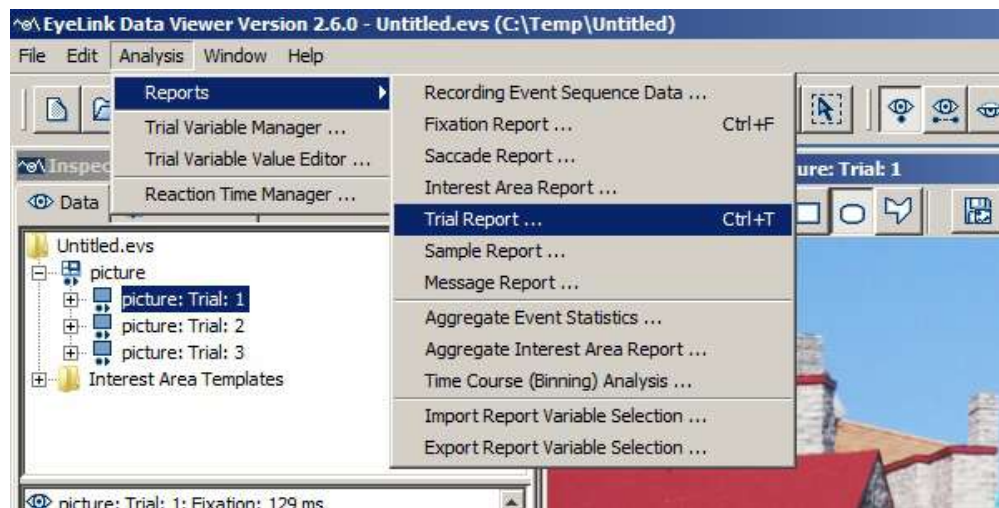 EyeLink Data Viewer Version 2.6.0 - Untitled.evs (C:\Temp\Untitled)
File Edit Analysis Window Help
Reports
Trial Variable Manager ...
Trial Variable Value Editor ...
Reaction Time Manager ...
Recording Event Sequence Data ...
Fixation Report ... Ctrl+F
Saccade Report ...
Interest Area Report ...
Trial Report ... Ctrl+T
Sample Report ...
Message Report ...
Aggregate Event Statistics ...
Aggregate Interest Area Report ...
Time Course (Binning) Analysis ...
Import Report Variable Selection ...
Export Report Variable Selection ...
Inspec
Data
Untitled.evs
picture
picture: Trial: 1
picture: Trial: 2
picture: Trial: 3
Interest Area Templates
picture: Trial: 1: Fixation: 129 ms
ure: Trial: 1